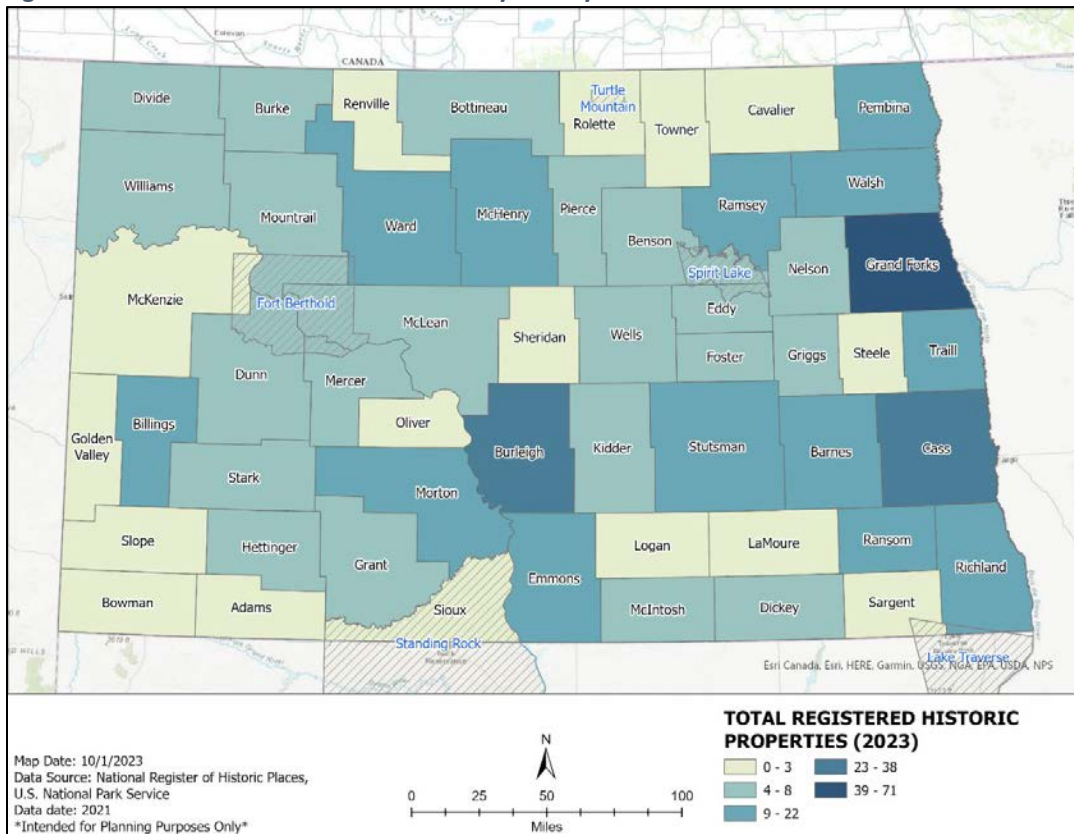 Estevan
CANADA
Divide
Burke
Renville
Bottineau
Turtle
Mountain
Rolette
Towner
Cavalier
Pembina
Williams
Mountrail
Ward
McHenry
Pierce
Benson
Ramsey
Walsh
Spirit Lake
Nelson
Grand Forks
McKenzie
Fort Berthold
McLean
Sheridan
Wells
Eddy
Foster
Griggs
Steele
Traill
Dunn
Mercer
Oliver
Golden
Valley
Billings
Stark
Burleigh
Kidder
Stutsman
Barnes
Cass
Morton
Slope
Hettinger
Grant
Emmons
Logan
LaMoure
Ransom
Richland
Bowman
Adams
Sioux
McIntosh
Dickey
Sargent
Standing Rock
Lake Traverse
Esri Canada, Esri, HERE, Garmin, USGS, NGA, EPA, USDA, NPS
TOTAL REGISTERED HISTORIC
PROPERTIES (2023)
0 - 3
4 - 8
9 - 22
23 - 38
39 - 71
N
0 50 100
Miles
Map Date: 10/1/2023
Data Source: National Register of Historic Places,
U.S. National Park Service
Data date: 2021
*Intended for Planning Purposes Only*